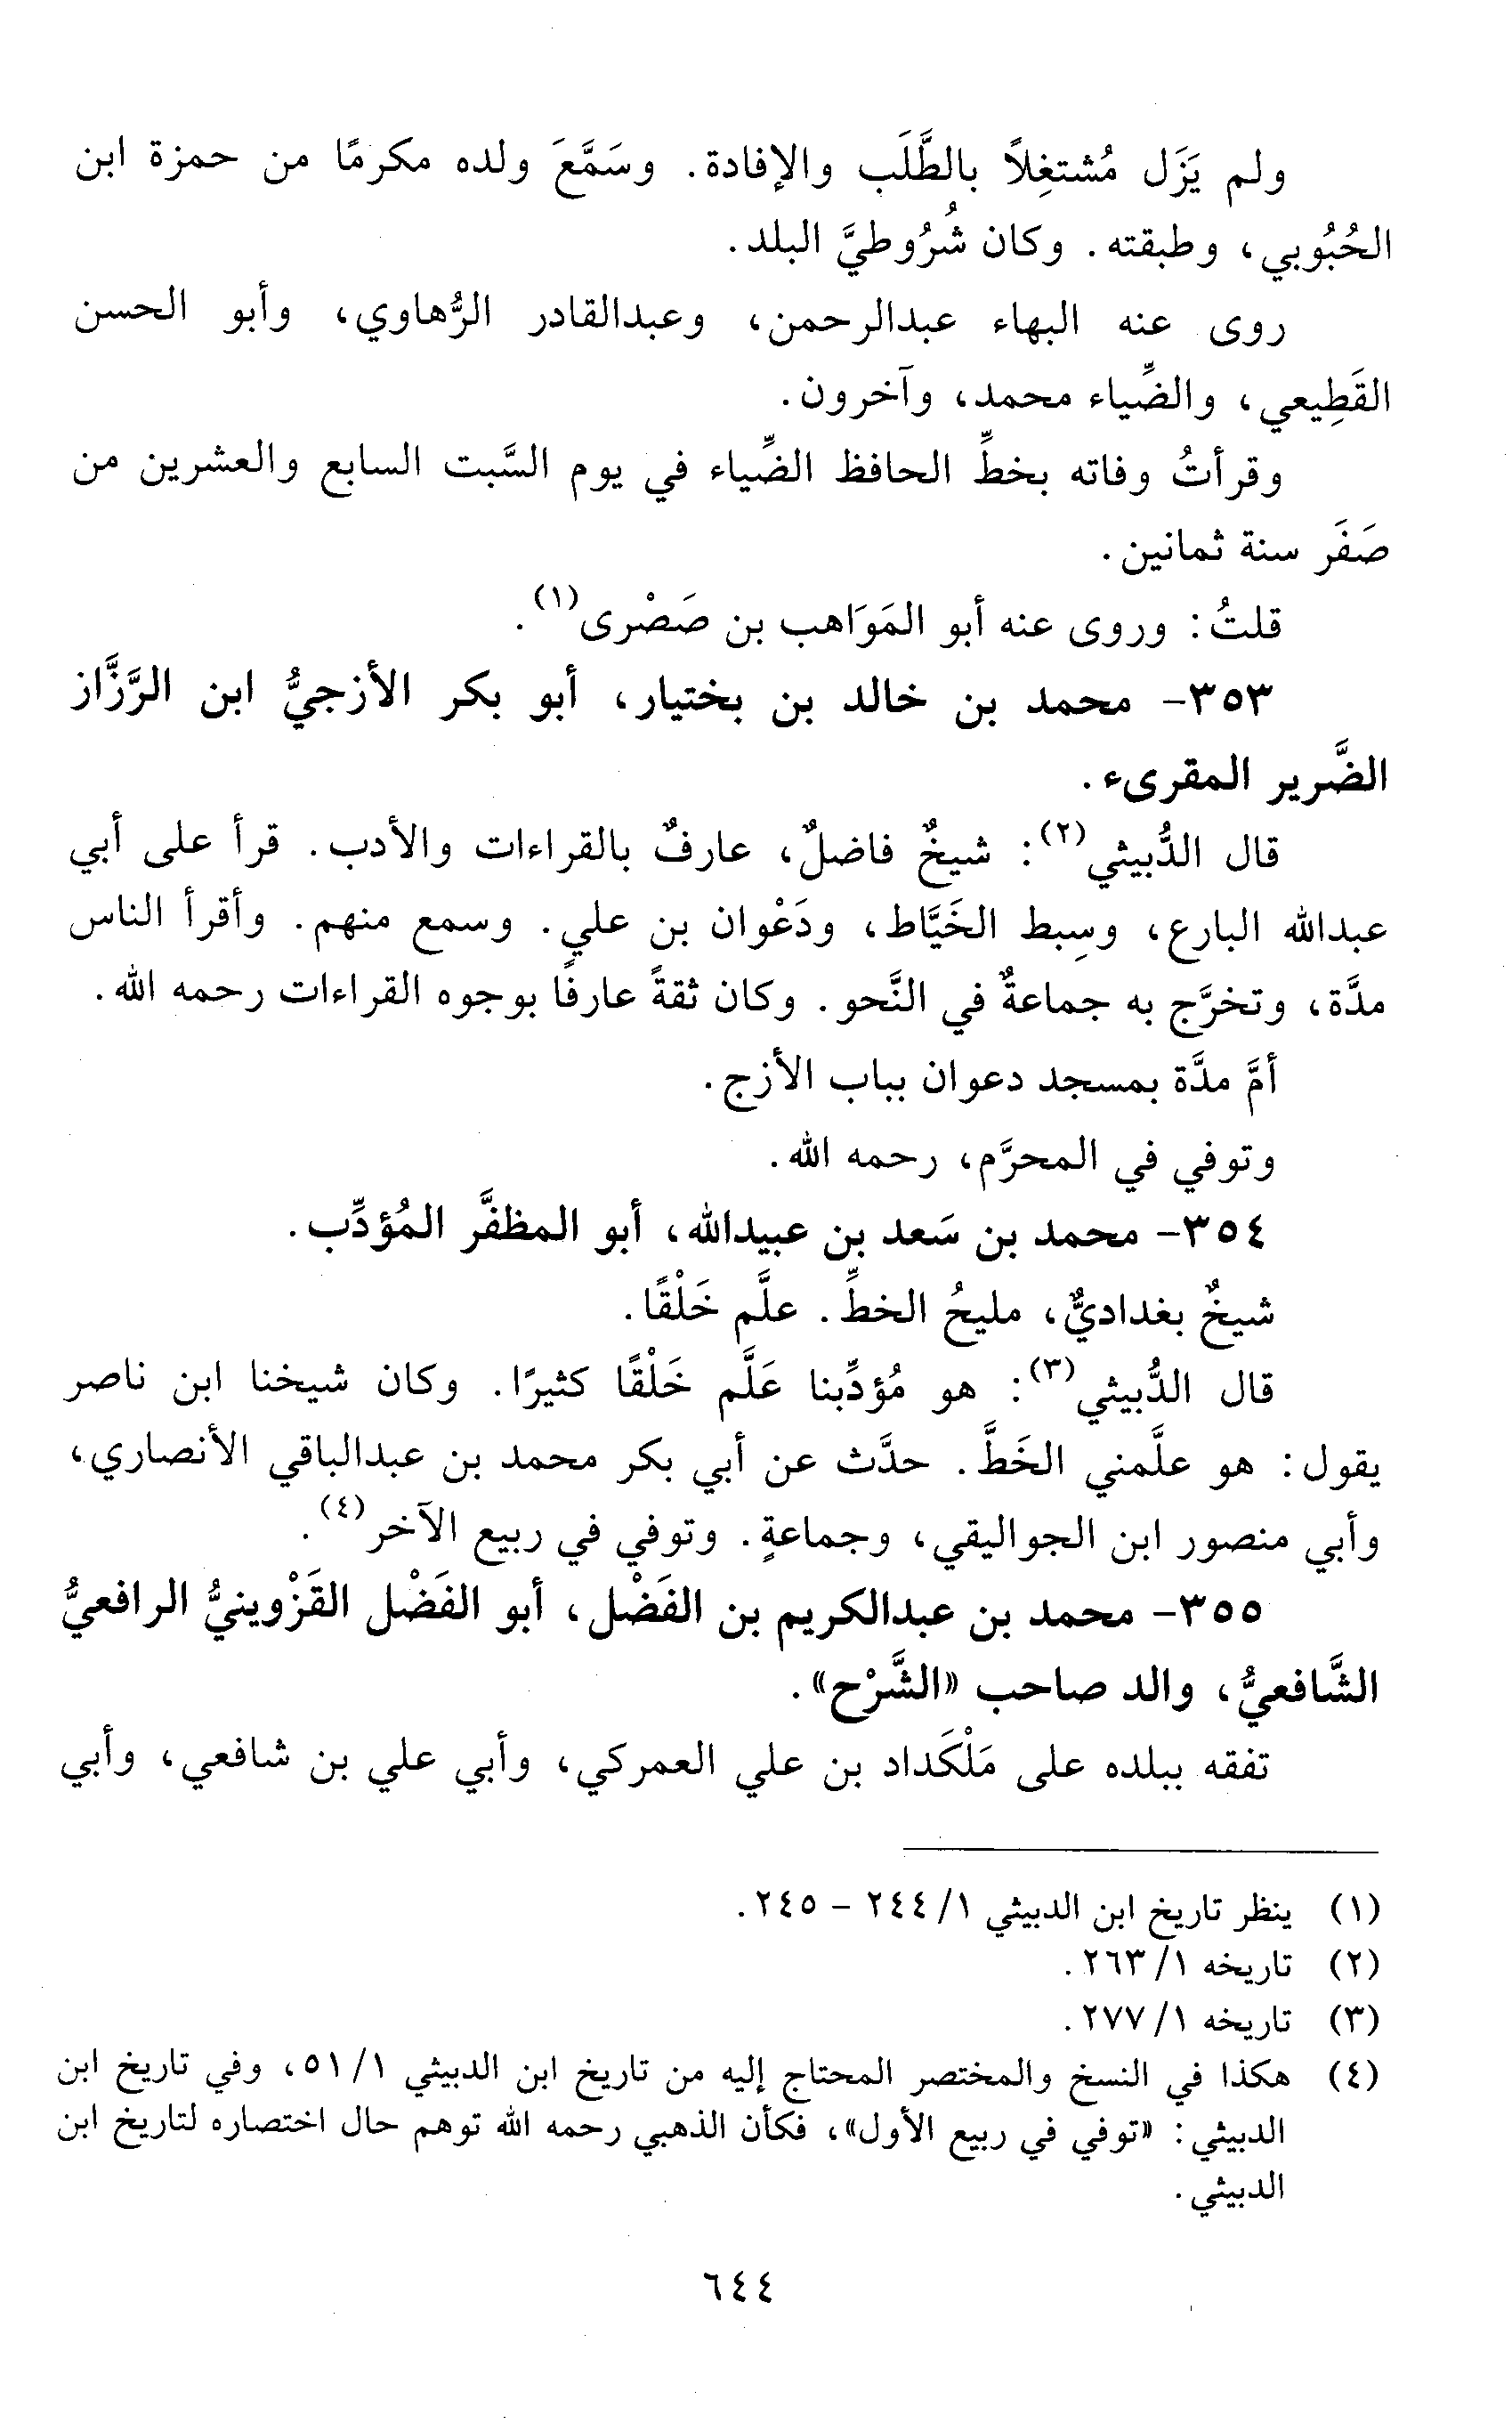 ولم يَزَل مُشتغِلاً بالطَّلَب والإفادة. وسَمَّعَ ولده مكرمًا من حمزة ابن
الحُبُوبي، وطبقته. وكان شُرُوطيَّ البلد.
روى عنه البهاء عبدالرحمن، وعبدالقادر الرُّهاوي، وأبو الحسن
القَطِيعي، والضِّياء محمد، وآخرون.
وقرأتُ وفاته بخطِّ الحافظ الضِّياء في يوم السَّبت السابع والعشرين من
صَفَر سنة ثمانين.
قلتُ: وروى عنه أبو المَوَاهب بن صَصْرى(١).
٣٥٣- محمد بن خالد بن بختيار، أبو بكر الأزجيُّ ابن الرَّزَّاز
الضَّرير المقرىء.
قال الدُّبيثي(٢): شيخٌ فاضلٌ، عارفٌ بالقراءات والأدب. قرأ على أبي
عبدالله البارع، وسِبط الخَيَّاط، ودَعْوان بن علي. وسمع منهم. وأقرأ الناس
مدَّة، وتخرَّج به جماعةٌ في النَّحو. وكان ثقةً عارفًا بوجوه القراءات رحمه الله.
أمَّ مدَّة بمسجد دعوان بباب الأزج.
وتوفي في المحرَّم، رحمه الله.
٣٥٤- محمد بن سَعد بن عبيدالله، أبو المظفَّر المُؤدِّب.
شيخٌ بغداديٌّ، مليحُ الخطِّ. علَّم خَلْقًا.
قال الدُّبيثي(٣): هو مُؤدِّبنا عَلَّم خَلْقًا كثيرًا. وكان شيخنا ابن ناصر
يقول: هو علَّمني الخَطَّ. حدَّث عن أبي بكر محمد بن عبدالباقي الأنصاري،
وأبي منصور ابن الجواليقي، وجماعةٍ. وتوفي في ربيع الآخر(٤).
٣٥٥- محمد بن عبدالكريم بن الفَضْل، أبو الفَضْل القَزْوينيُّ الرافعيُّ
الشَّافعيُّ، والد صاحب «الشَّرْح».
تفقه ببلده على مَلْكَداد بن علي العمركي، وأبي علي بن شافعي، وأبي
(١) ينظر تاريخ ابن الدبيثي ١/ ٢٤٤ - ٢٤٥.
(٢) تاريخه ١/ ٢٦٣.
(٣) تاريخه ١/ ٢٧٧.
(٤) هكذا في النسخ والمختصر المحتاج إليه من تاريخ ابن الدبيثي ١/ ٥١، وفي تاريخ ابن
الدبيثي: «توفي في ربيع الأول»، فكأن الذهبي رحمه الله توهم حال اختصاره لتاريخ ابن
الدبيثي.
٦٤٤